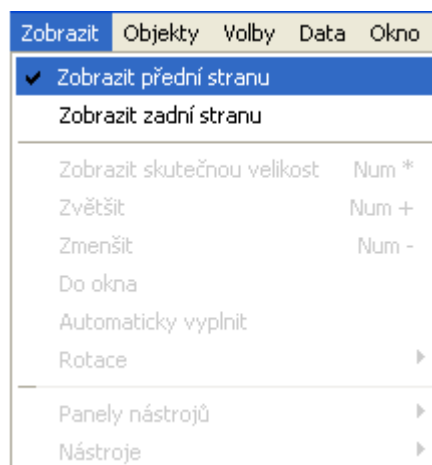 Zobrazit Objekty Volby Data Okno
Zobrazit přední stranu
Zobrazit zadní stranu
Zobrazit skutečnou velikost Num *
Zvětšit Num +
Zmenšit Num -
Do okna
Automaticky vyplnit
Rotace
Panely nástrojů
Nástroje